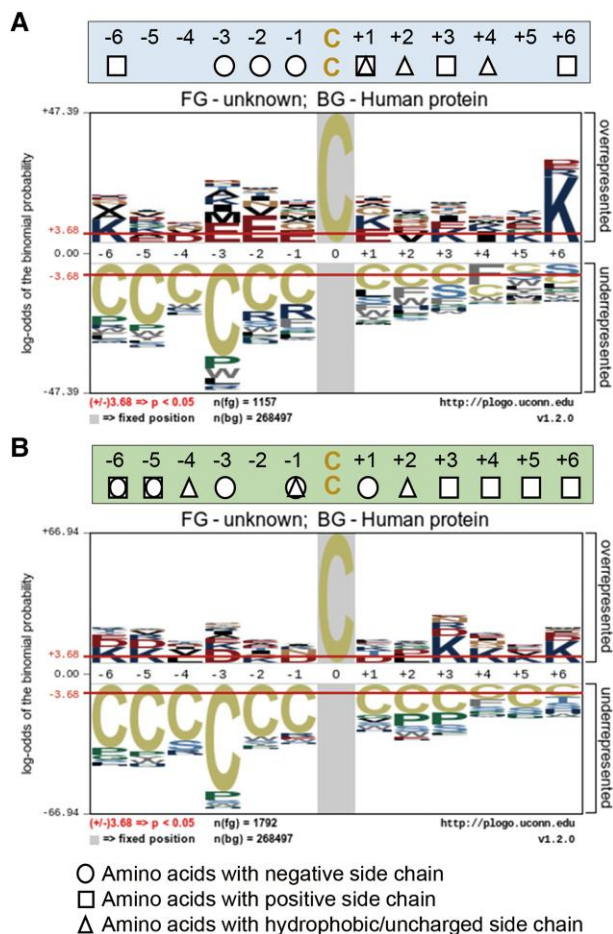 A
-6 -5 -4 -3 -2 -1 C +1 +2 +3 +4 +5 +6
C
FG - unknown; BG - Human protein
+47.39
overrepresented
log-odds of the binomial probability
+3.68
0.00
-6 -5 -4 -3 -2 -1 0 +1 +2 +3 +4 +5 +6
-3.68
underrepresented
-47.39
(+/-)3.68 => p < 0.05 n(fg) = 1157 http://plogo.uconn.edu
=> fixed position n(bg) = 268497 v1.2.0
B
-6 -5 -4 -3 -2 -1 C +1 +2 +3 +4 +5 +6
C
FG - unknown; BG - Human protein
+66.94
overrepresented
log-odds of the binomial probability
+3.68
0.00
-6 -5 -4 -3 -2 -1 0 +1 +2 +3 +4 +5 +6
-3.68
underrepresented
-66.94
(+/-)3.68 => p < 0.05 n(fg) = 1792 http://plogo.uconn.edu
=> fixed position n(bg) = 268497 v1.2.0
Amino acids with negative side chain
Amino acids with positive side chain
Amino acids with hydrophobic/uncharged side chain